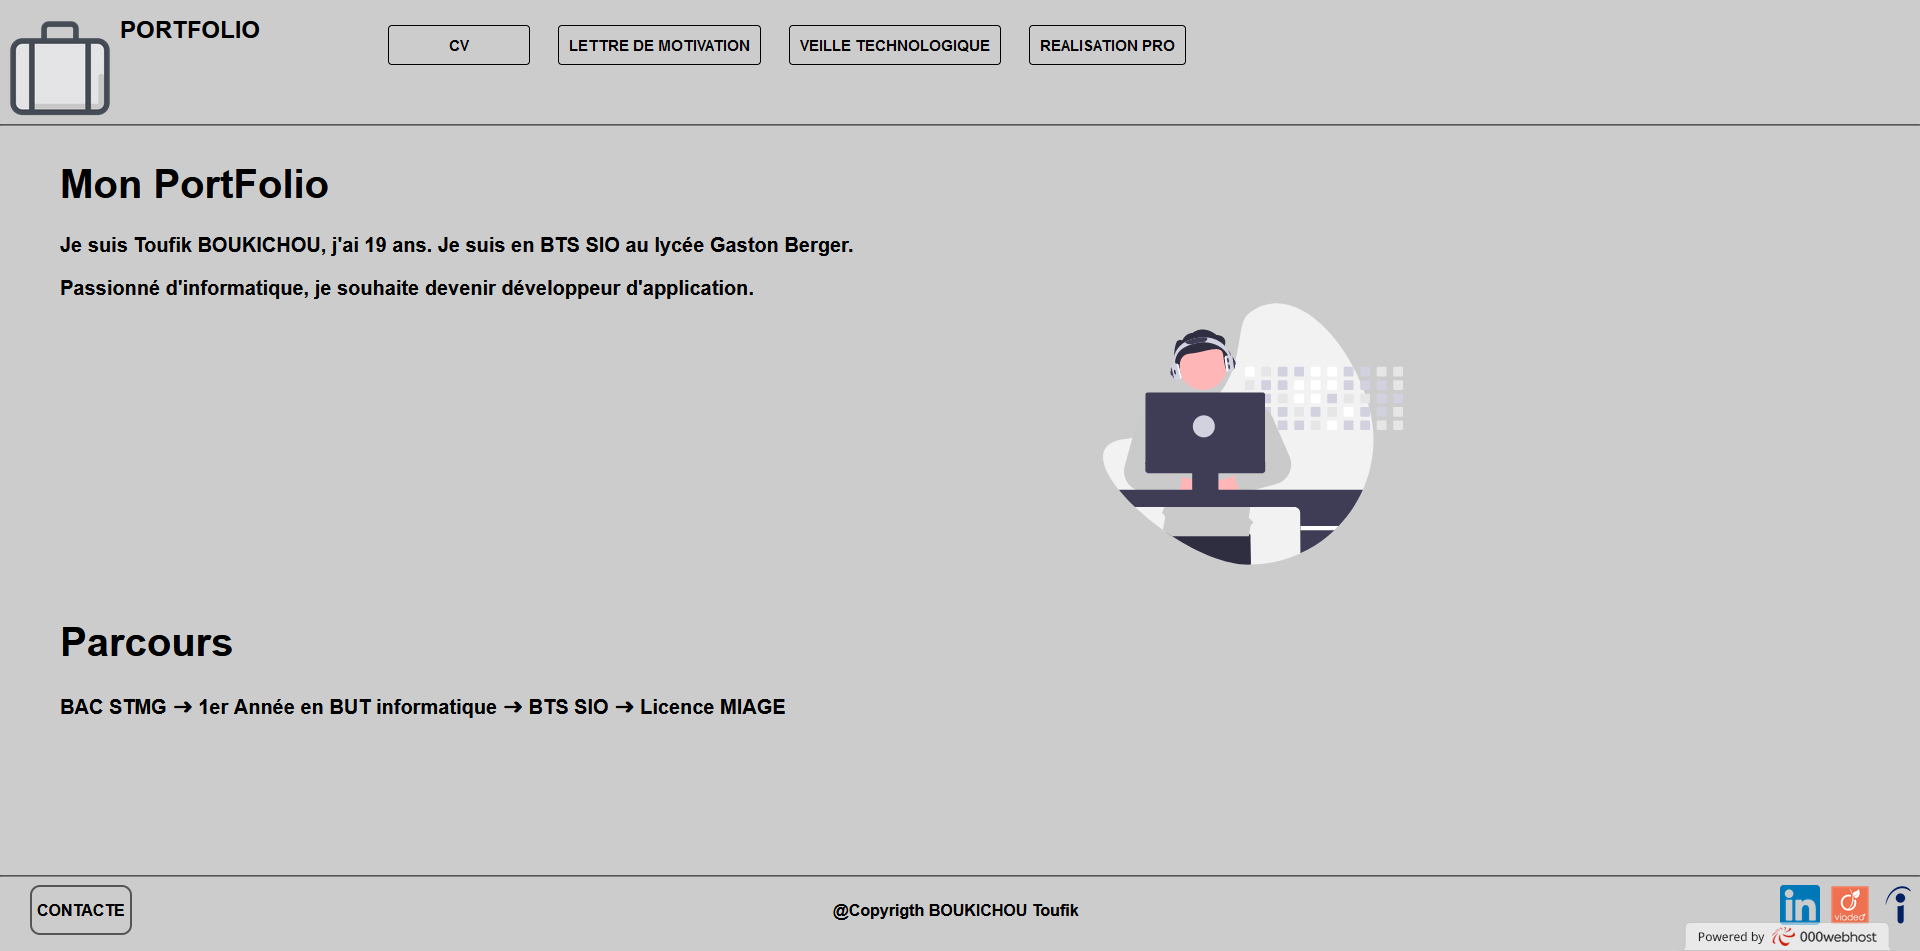 PORTFOLIO
CV
LETTRE DE MOTIVATION
VEILLE TECHNOLOGIQUE
REALISATION PRO
Mon PortFolio
Je suis Toufik BOUKICHOU, j'ai 19 ans. Je suis en BTS SIO au lycée Gaston Berger.
Passionné d'informatique, je souhaite devenir développeur d'application.
Parcours
BAC STMG ➜ 1er Année en BUT informatique ➜ BTS SIO ➜ Licence MIAGE
CONTACTE
@Copyrigth BOUKICHOU Toufik
in
viadeo
i
Powered by 000webhost